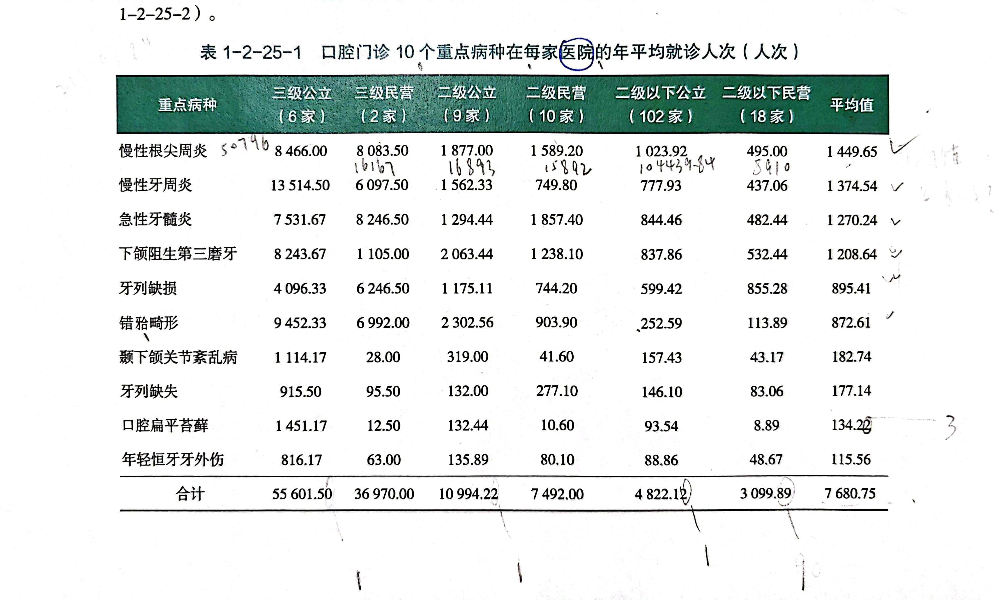 1-2-25-2）。
表 1-2-25-1 口腔门诊 10 个重点病种在每家医院的年平均就诊人次（人次）
重点病种 三级公立（6 家） 三级民营（2 家） 二级公立（9 家） 二级民营（10 家） 二级以下公立（102 家） 二级以下民营（18 家） 平均值
慢性根尖周炎 50796 8 466.00 8 083.50 1 877.00 1 589.20 1 023.92 495.00 1 449.65
16167 16893 15892 104439.84 8910
慢性牙周炎 13 514.50 6 097.50 1 562.33 749.80 777.93 437.06 1 374.54
急性牙髓炎 7 531.67 8 246.50 1 294.44 1 857.40 844.46 482.44 1 270.24
下颌阻生第三磨牙 8 243.67 1 105.00 2 063.44 1 238.10 837.86 532.44 1 208.64
牙列缺损 4 096.33 6 246.50 1 175.11 744.20 599.42 855.28 895.41
错𬌗畸形 9 452.33 6 992.00 2 302.56 903.90 252.59 113.89 872.61
颞下颌关节紊乱病 1 114.17 28.00 319.00 41.60 157.43 43.17 182.74
牙列缺失 915.50 95.50 132.00 277.10 146.10 83.06 177.14
口腔扁平苔藓 1 451.17 12.50 132.44 10.60 93.54 8.89 134.22 3
年轻恒牙牙外伤 816.17 63.00 135.89 80.10 88.86 48.67 115.56
合计 55 601.50 36 970.00 10 994.22 7 492.00 4 822.12 3 099.89 7 680.75
1 1 1 90